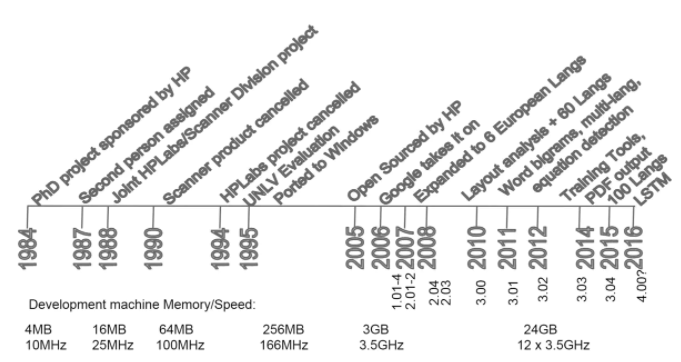 PhD project sponsored by HP
Second person assigned
Joint HPLabs/Scanner Division project
Scanner product cancelled
HPLabs project cancelled
UNLV Evaluation
Ported to Windows
Open Sourced by HP
Google takes it on
Expanded to 6 European Langs
Layout analysis + 60 Langs
Word bigrams, multi-lang,
equation detection
Training Tools,
PDF output
100 Langs
LSTM
1984 1987 1988 1990 1994 1995 2005 2006 2007 2008 2010 2011 2012 2014 2015 2016
1.01-4
2.01-2
2.04
2.03
3.00
3.01
3.02
3.03
3.04
4.00?
Development machine Memory/Speed:
4MB 16MB 64MB 256MB 3GB 24GB
10MHz 25MHz 100MHz 166MHz 3.5GHz 12 x 3.5GHz